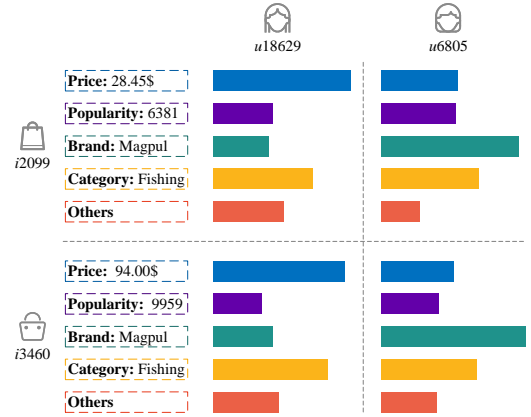 u18629
u6805
Price: 28.45$
Popularity: 6381
Brand: Magpul
Category: Fishing
Others
i2099
Price: 94.00$
Popularity: 9959
Brand: Magpul
Category: Fishing
Others
i3460